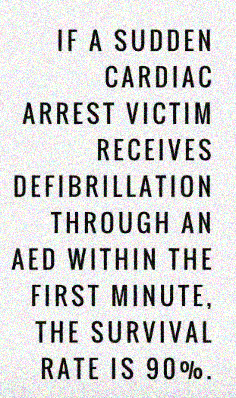 IF A SUDDEN
CARDIAC
ARREST VICTIM
RECEIVES
DEFIBRILLATION
THROUGH AN
AED WITHIN THE
FIRST MINUTE,
THE SURVIVAL
RATE IS 90%.